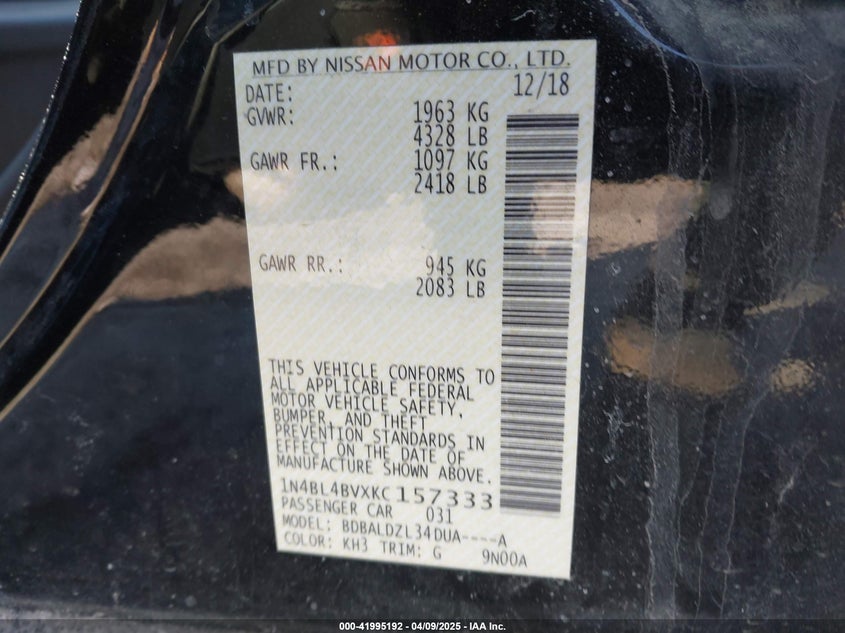 MFD BY NISSAN MOTOR CO., LTD.
DATE: 12/18
GVWR: 1963 KG
4328 LB
GAWR FR.: 1097 KG
2418 LB
GAWR RR.: 945 KG
2083 LB
THIS VEHICLE CONFORMS TO
ALL APPLICABLE FEDERAL
MOTOR VEHICLE SAFETY,
BUMPER, AND THEFT
PREVENTION STANDARDS IN
EFFECT ON THE DATE OF
MANUFACTURE SHOWN ABOVE.
1N4BL4BVXKC157333
PASSENGER CAR 031
MODEL: BDBALDZL34DUA----A
COLOR: KH3 TRIM: G 9N00A
000-41995192 - 04/09/2025 - IAA Inc.